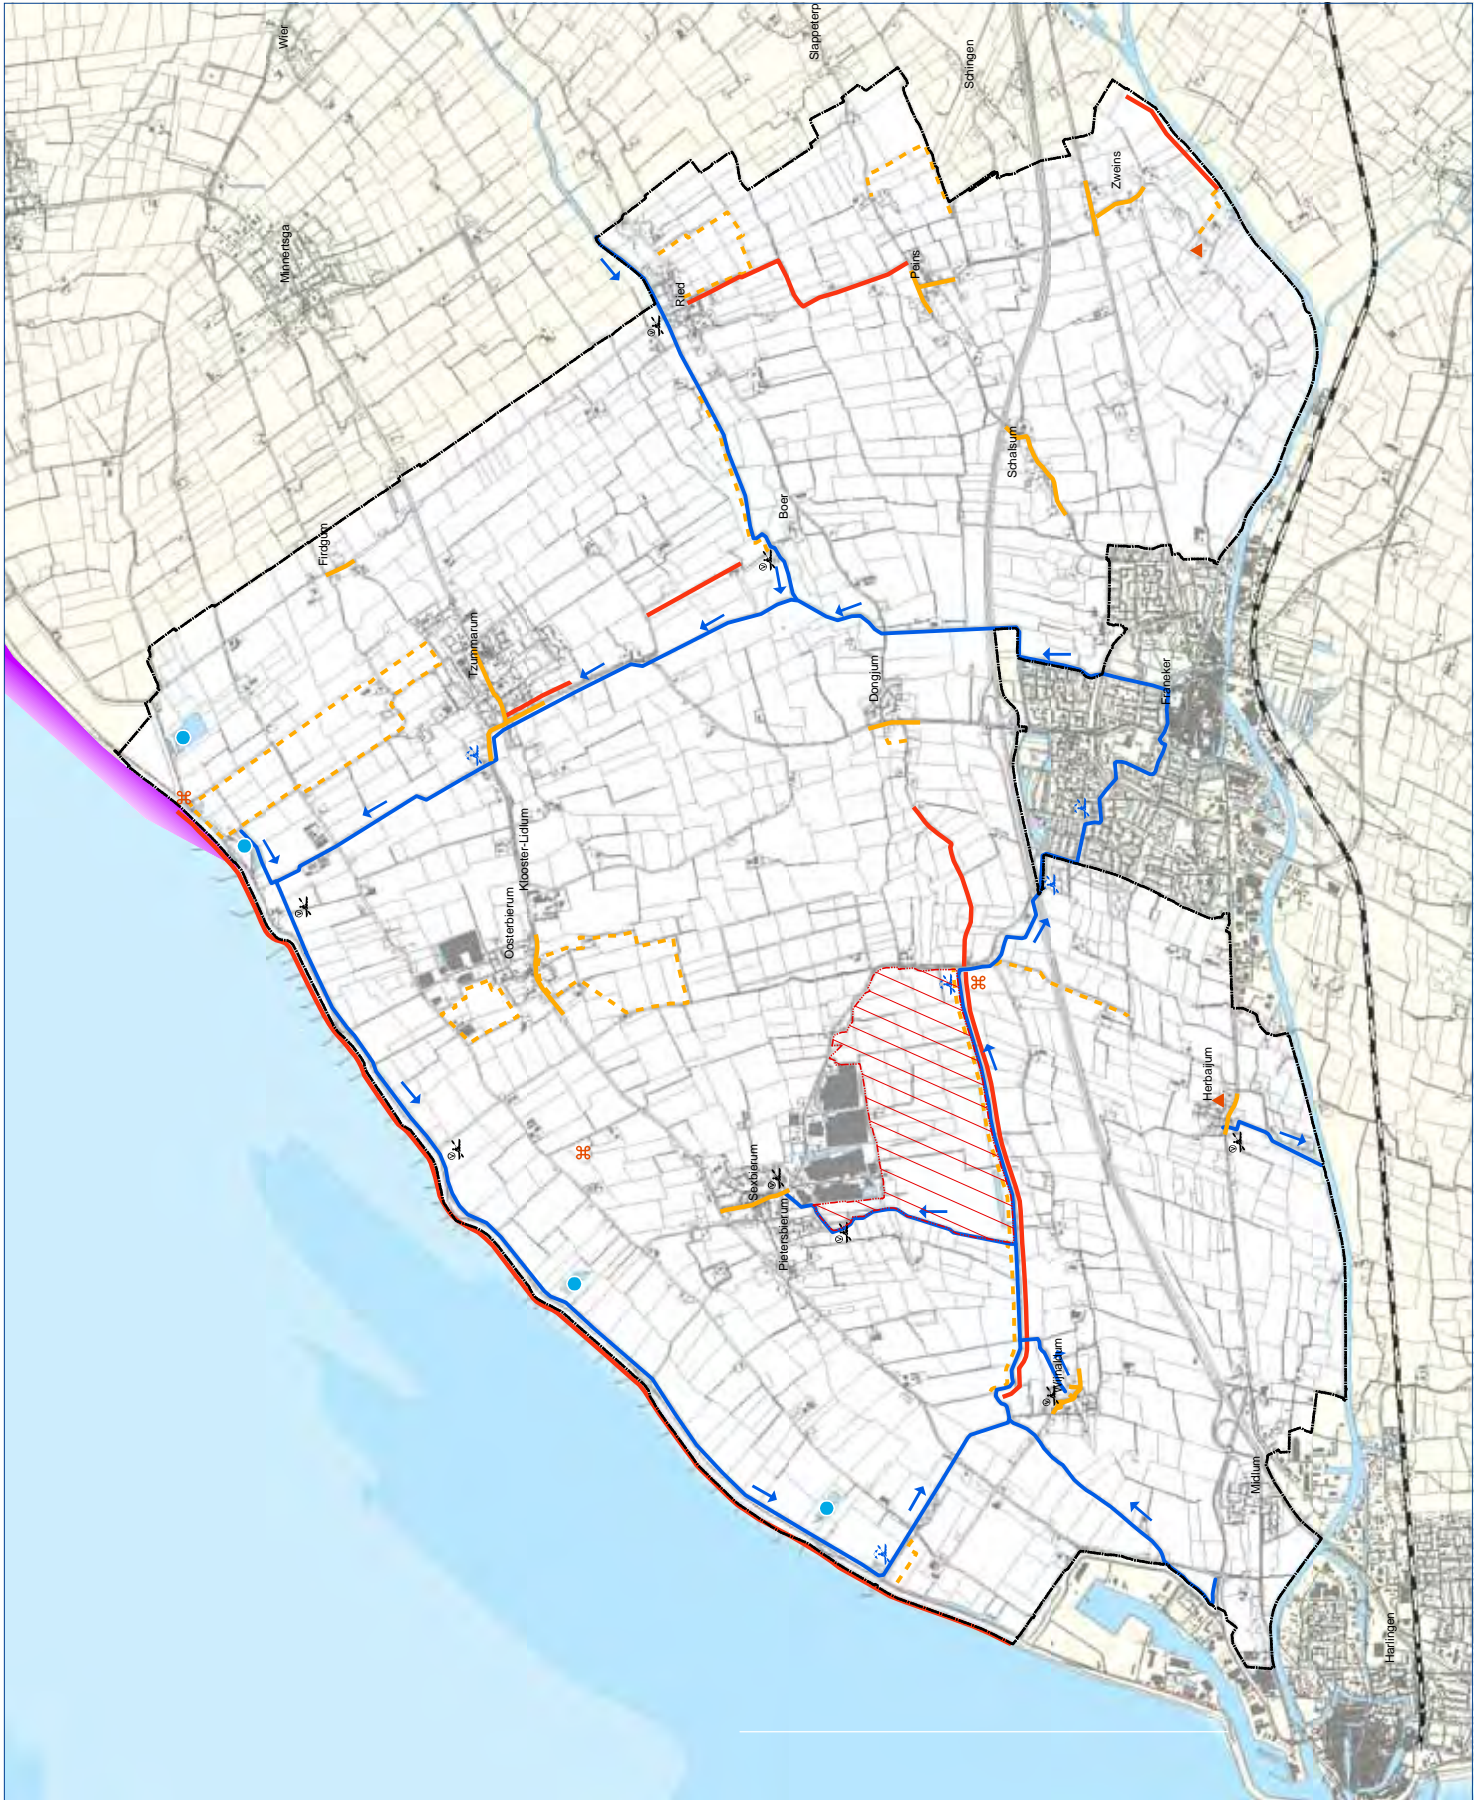 Wier
Slappeterp
Schingen
Minnertsga
Zweins
Ried
Peins
Schalsum
Boer
Firdgum
Tzummarum
Dongjum
Franeker
Klooster-Lidlum
Oosterbierum
Herbaijum
Sexbierum
Pietersbierum
Wijnaldum
Midlum
Harlingen